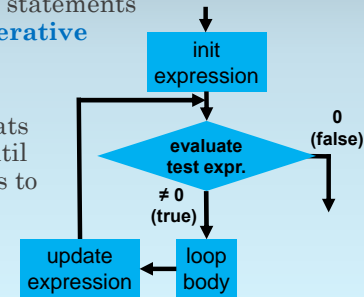 statements
erative
ats
til
s to
init
expression
evaluate
test expr.
0
(false)
≠ 0
(true)
update
expression
loop
body